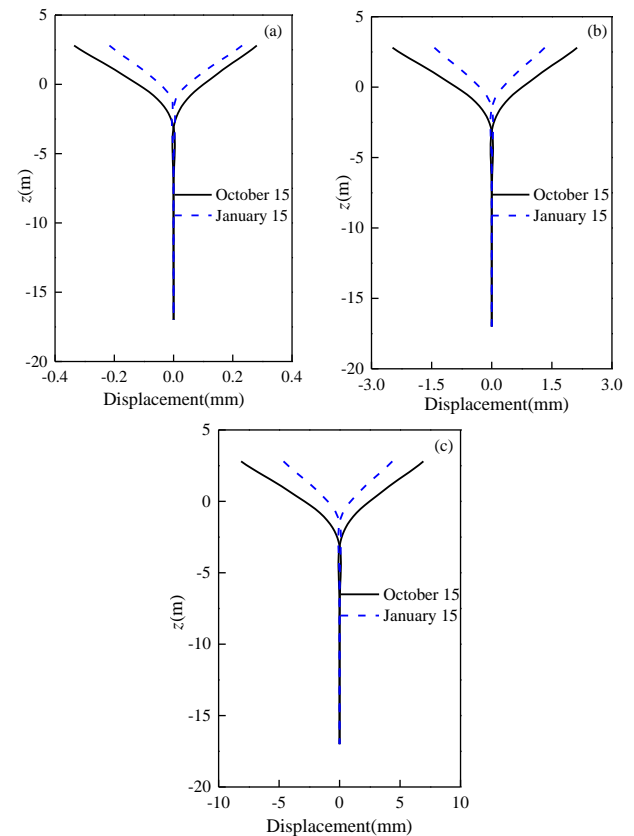 5
0
-5
-10
-15
-20
z(m)
(a)
October 15
January 15
-0.4 -0.2 0.0 0.2 0.4
Displacement(mm)
5
0
-5
-10
-15
-20
z(m)
(b)
October 15
January 15
-3.0 -1.5 0.0 1.5 3.0
Displacement(mm)
5
0
-5
-10
-15
-20
z(m)
(c)
October 15
January 15
-10 -5 0 5 10
Displacement(mm)